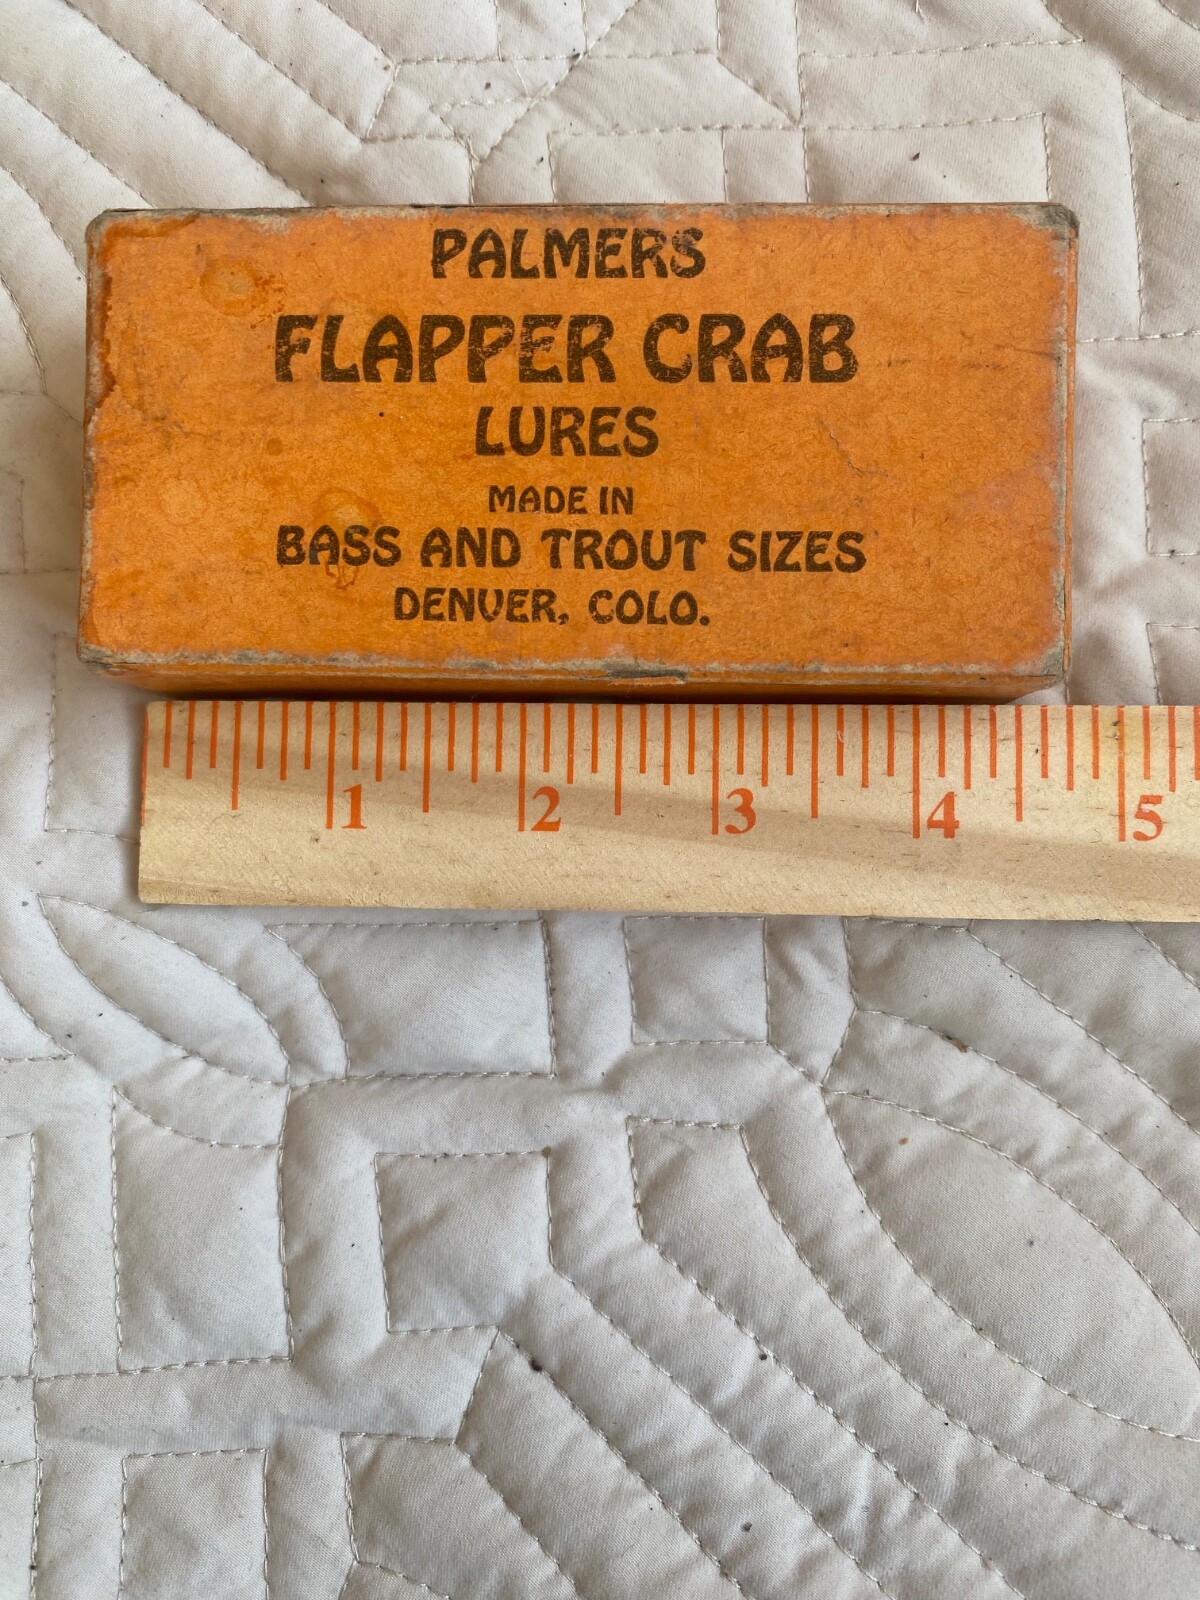 PALMERS
FLAPPER CRAB
LURES
MADE IN
BASS AND TROUT SIZES
DENVER, COLO.
1 2 3 4 5